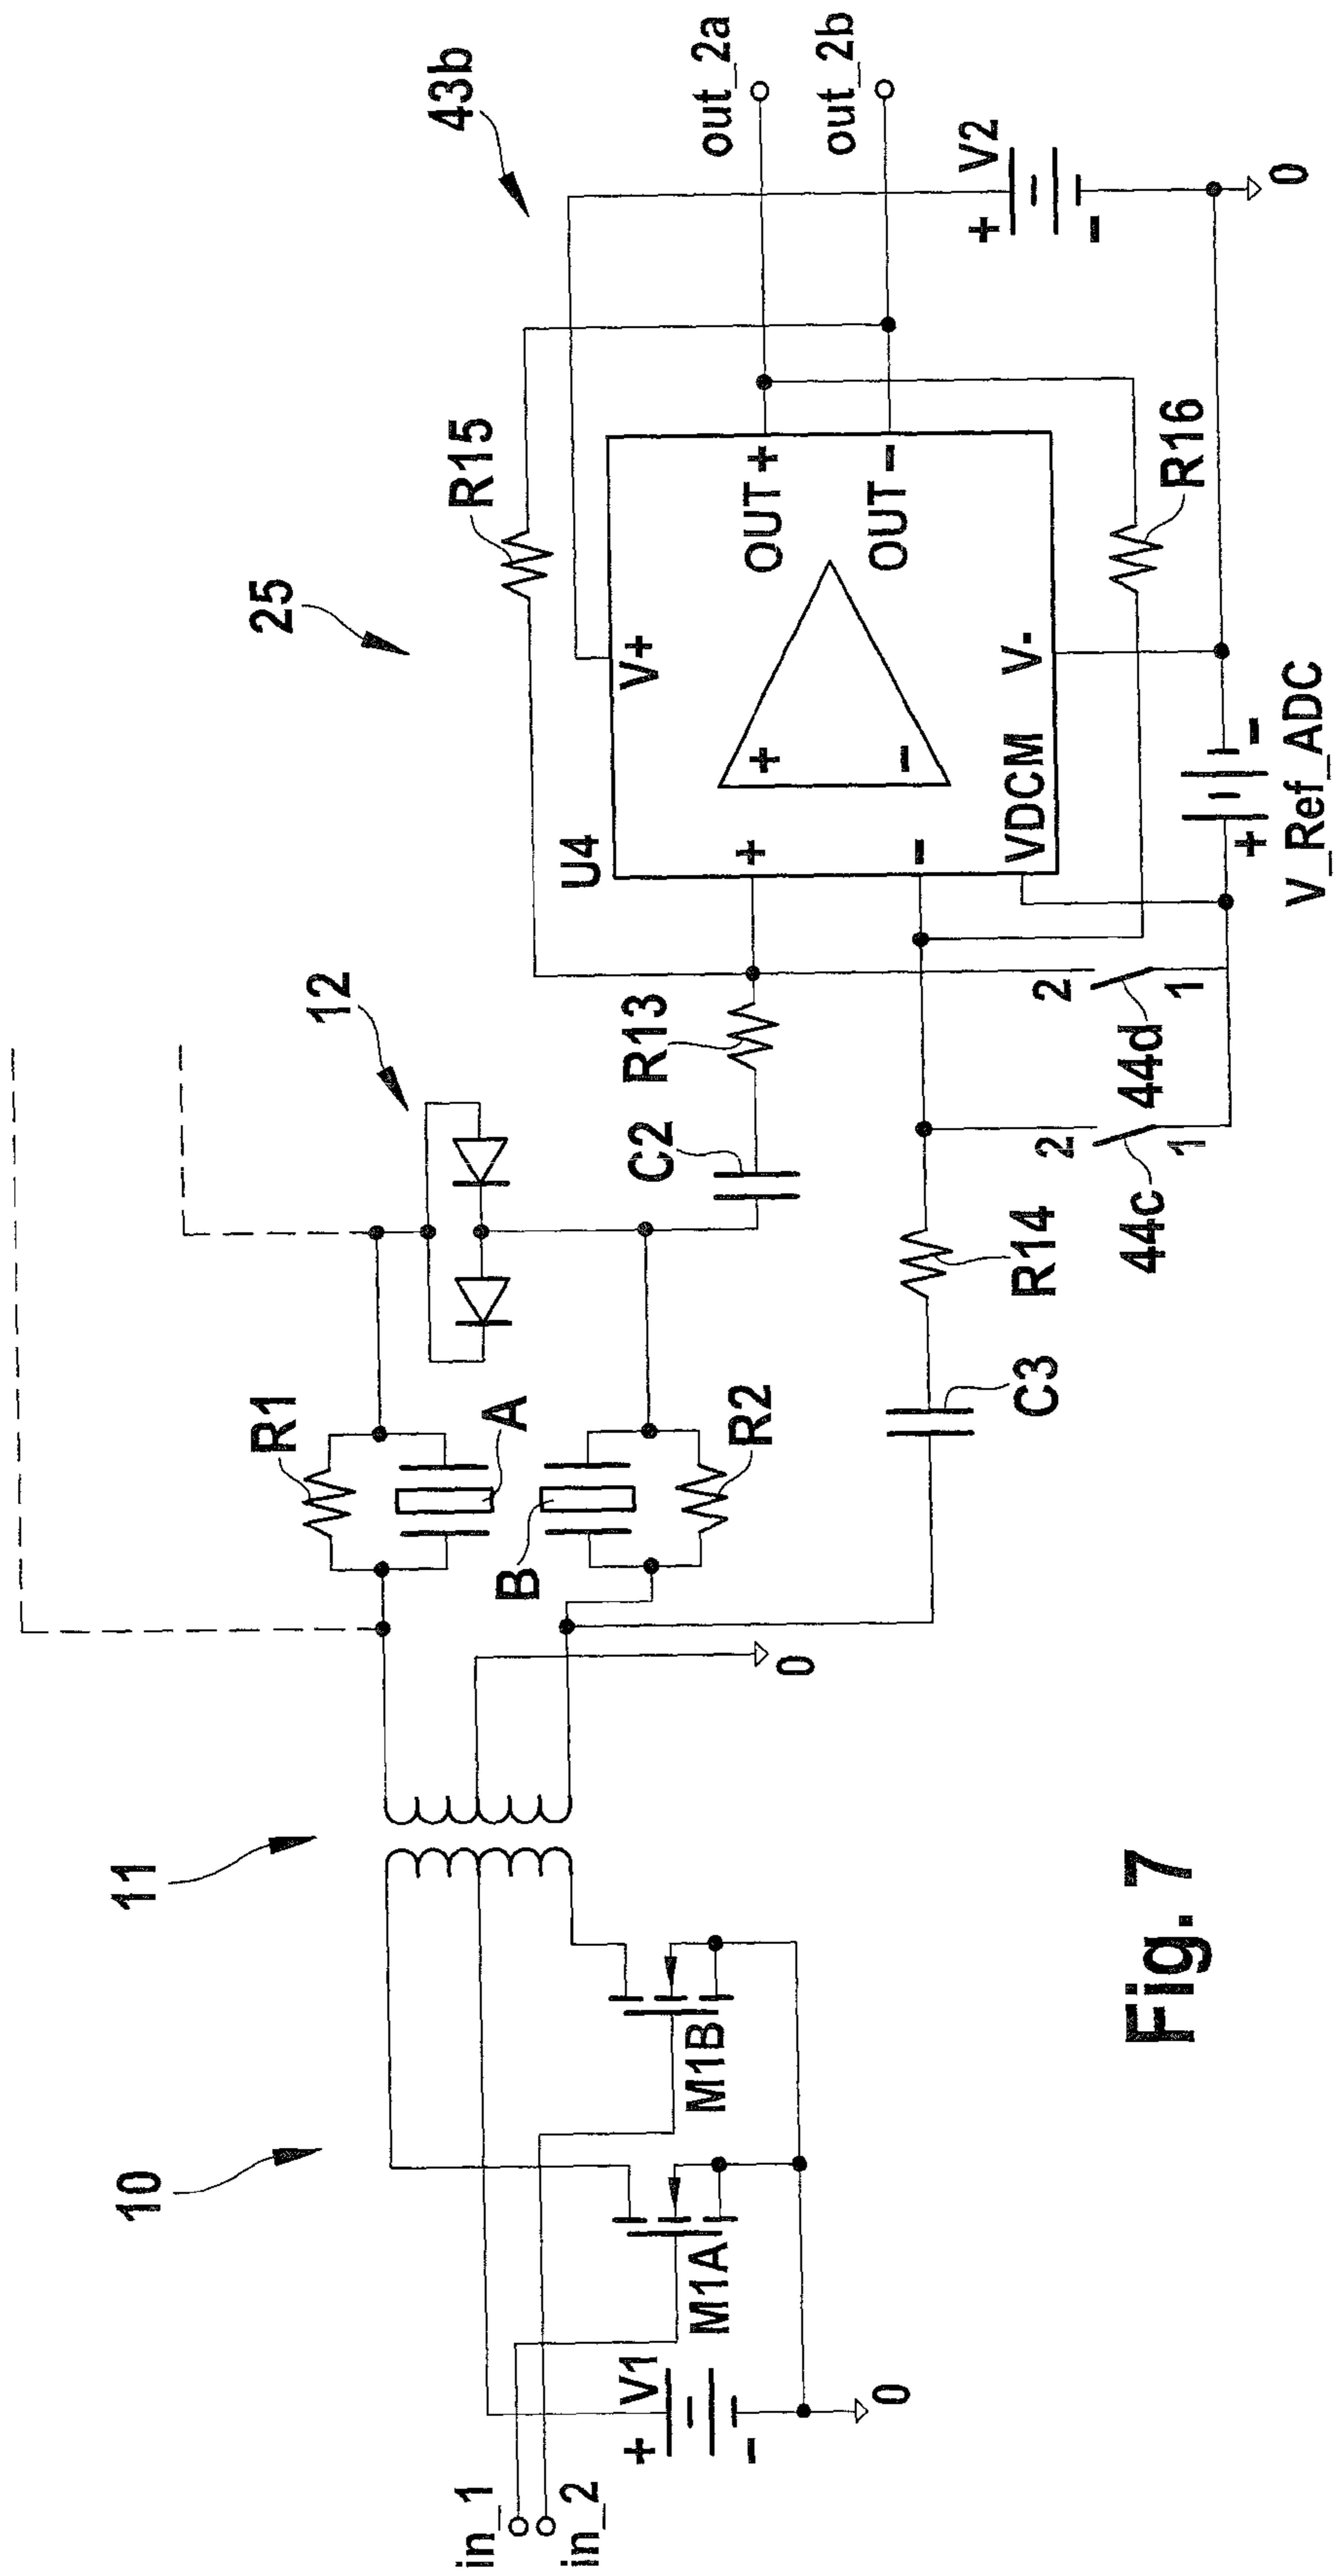 43b
out_2a
out_2b
25
R15
V2
+
-
0
12
U4
V+
OUT+
OUT-
+
-
+
-
VDCM
V-
R16
R13
C2
2
1
44d
2
1
44c
+
-
V_Ref_ADC
R1
A
B
R2
R14
C3
0
11
10
M1B
M1A
V1
+
-
0
in_1
in_2
Fig. 7